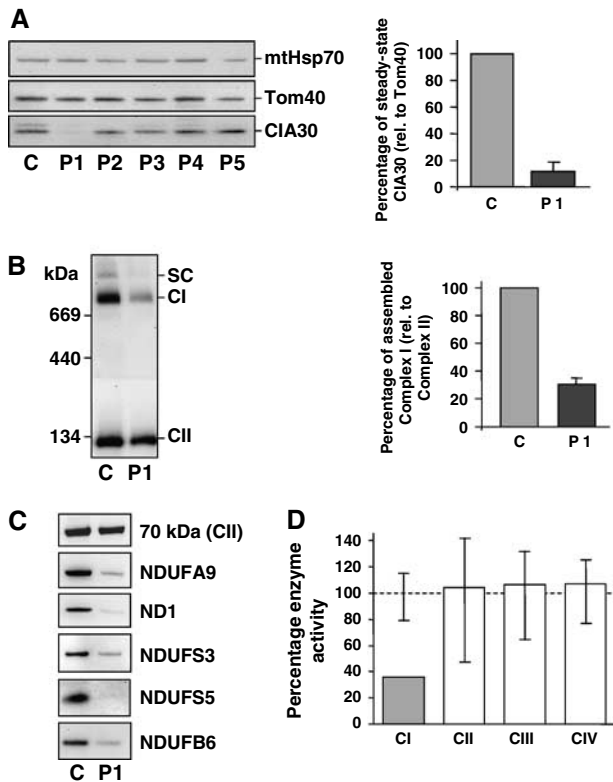 A
mtHsp70
Tom40
CIA30
C P1 P2 P3 P4 P5
Percentage of steady-state
CIA30 (rel. to Tom40)
100
80
60
40
20
0
C P 1
B
kDa
669
440
134
SC
CI
CII
C P1
Percentage of assembled
Complex I (rel. to
Complex II)
100
80
60
40
20
0
C P 1
C
70 kDa (CII)
NDUFA9
ND1
NDUFS3
NDUFS5
NDUFB6
C P1
D
Percentage enzyme
activity
140
120
100
80
60
40
20
0
CI CII CIII CIV